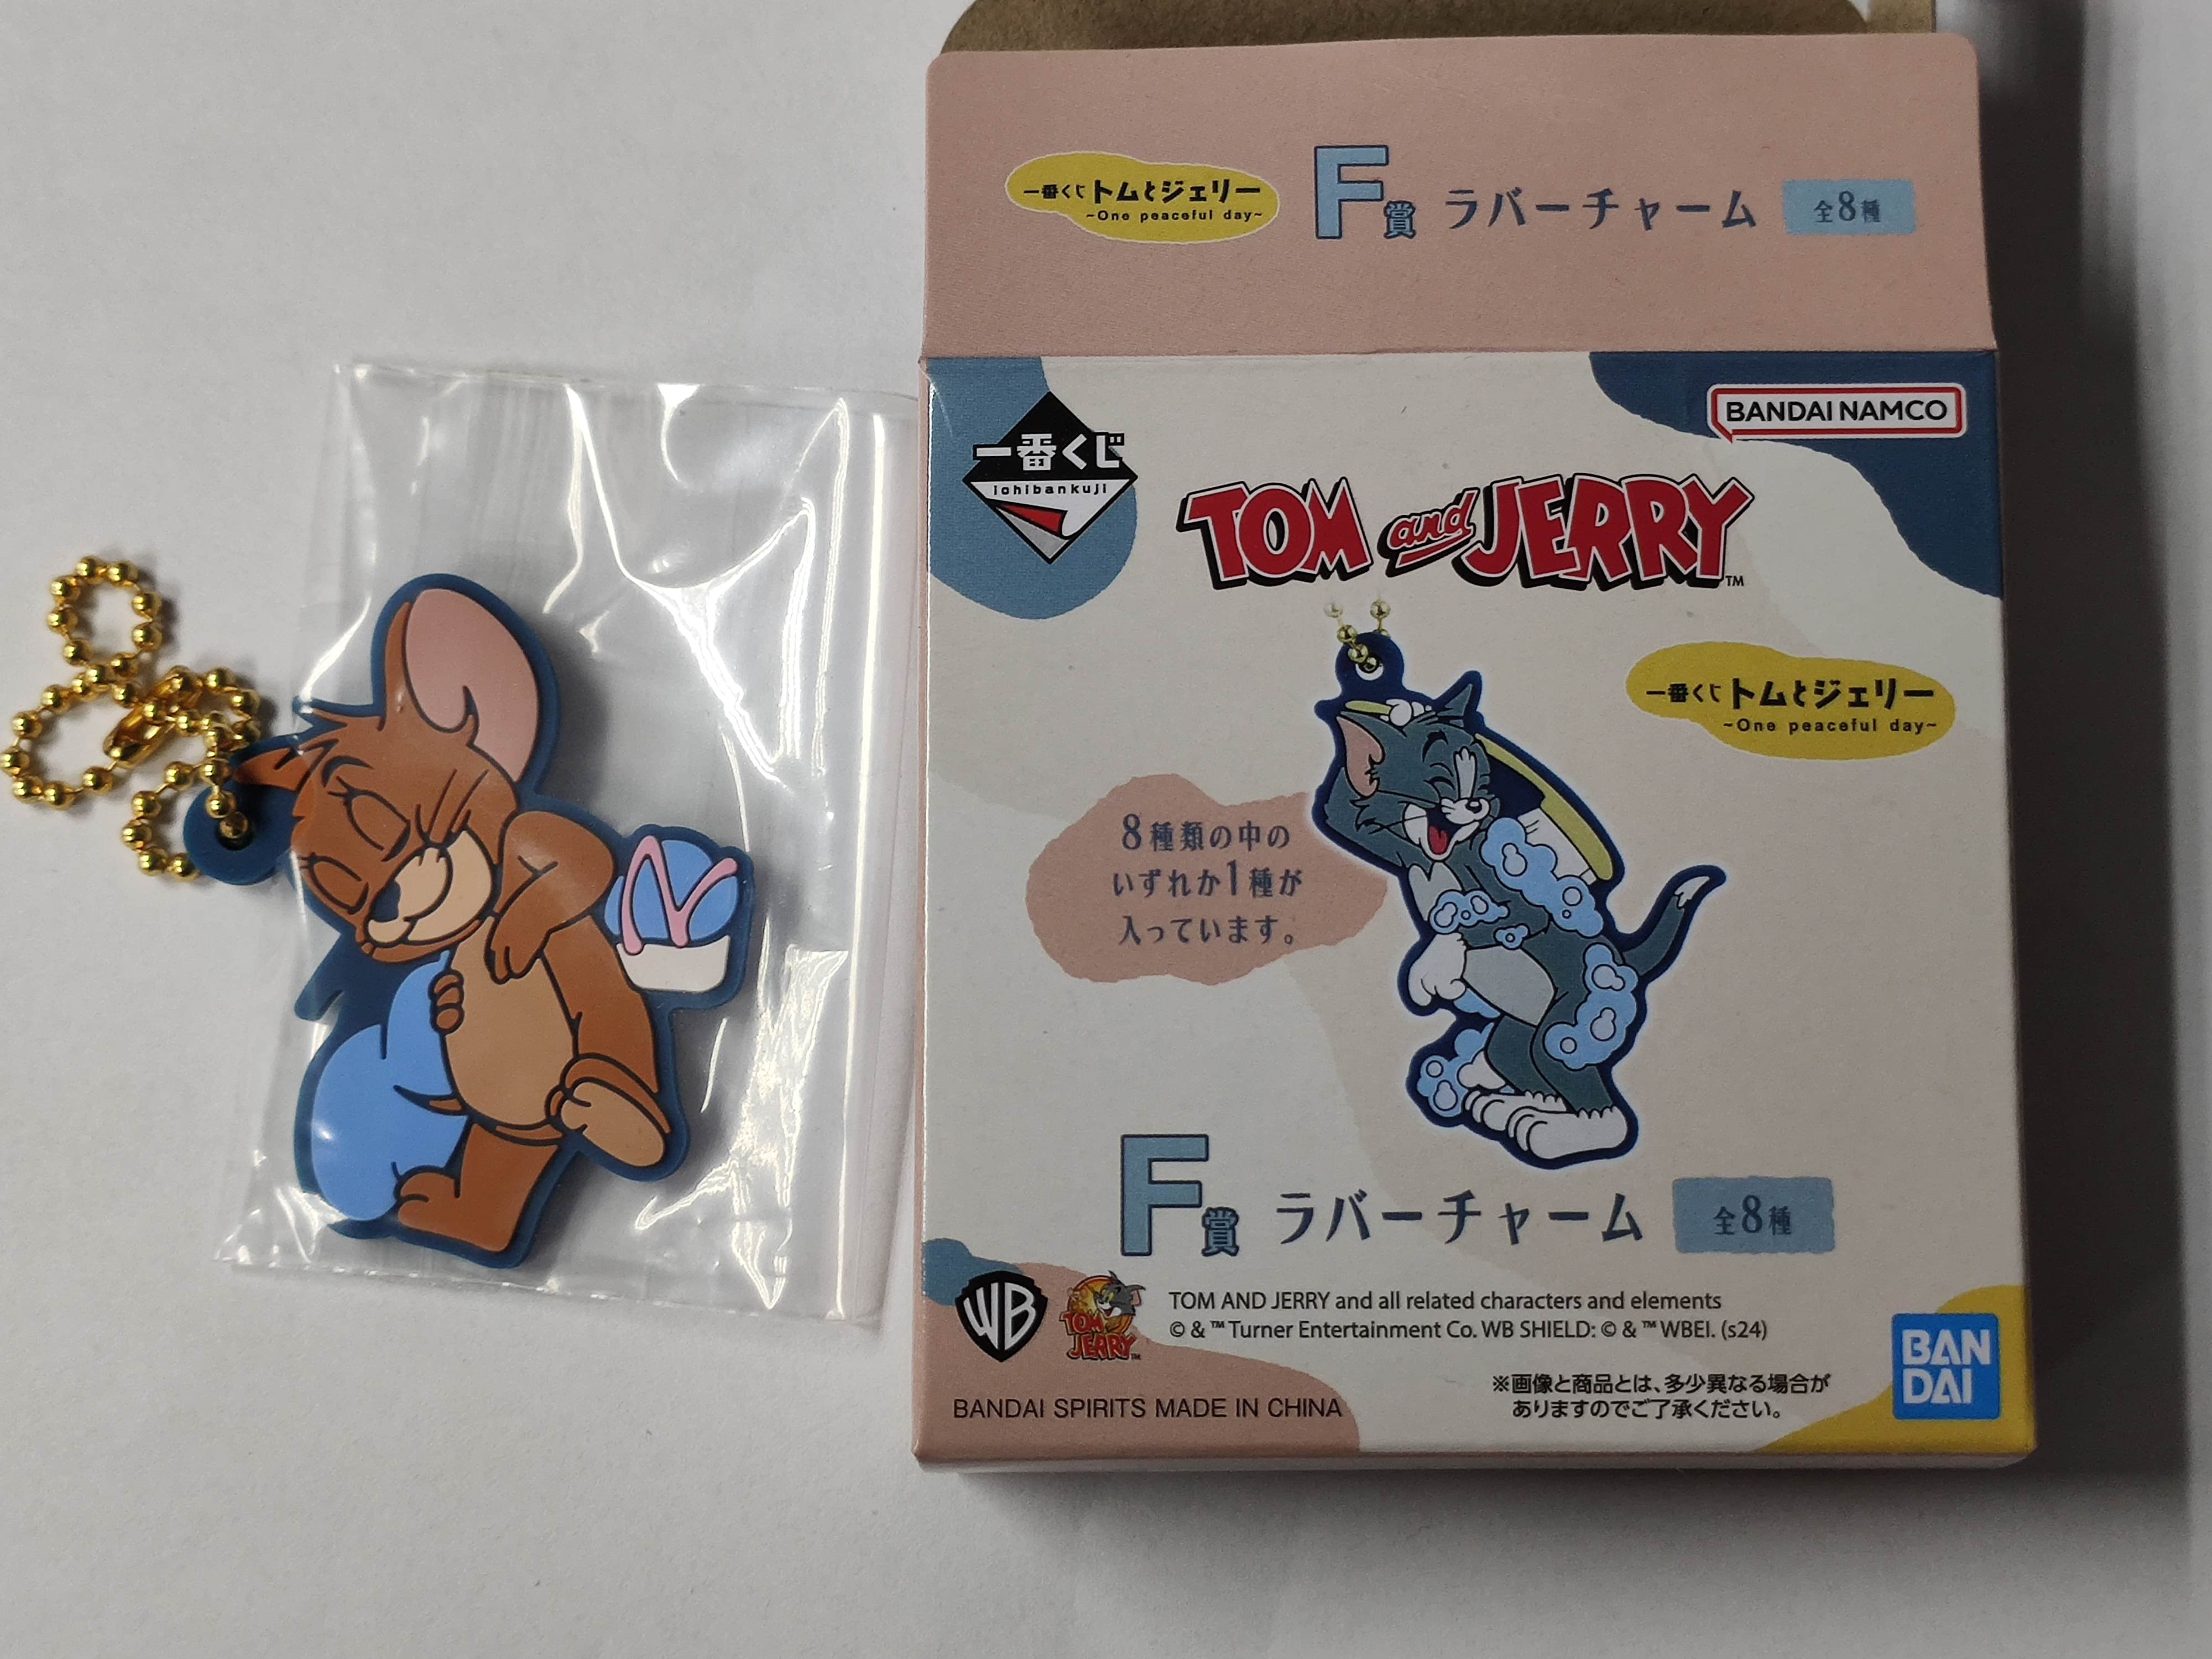 一番くじ トムとジェリー
~One peaceful day~
F賞 ラバーチャーム 全8種
BANDAI NAMCO
一番くじ
ichibankuji
TOM and JERRY™
一番くじ トムとジェリー
~One peaceful day~
8種類の中の
いずれか1種が
入っています。
F賞 ラバーチャーム 全8種
WB
TOM and JERRY™
TOM AND JERRY and all related characters and elements
© & ™ Turner Entertainment Co. WB SHIELD: © & ™ WBEI. (s24)
※画像と商品とは、多少異なる場合が
ありますのでご了承ください。
BANDAI SPIRITS MADE IN CHINA
BAN
DAI